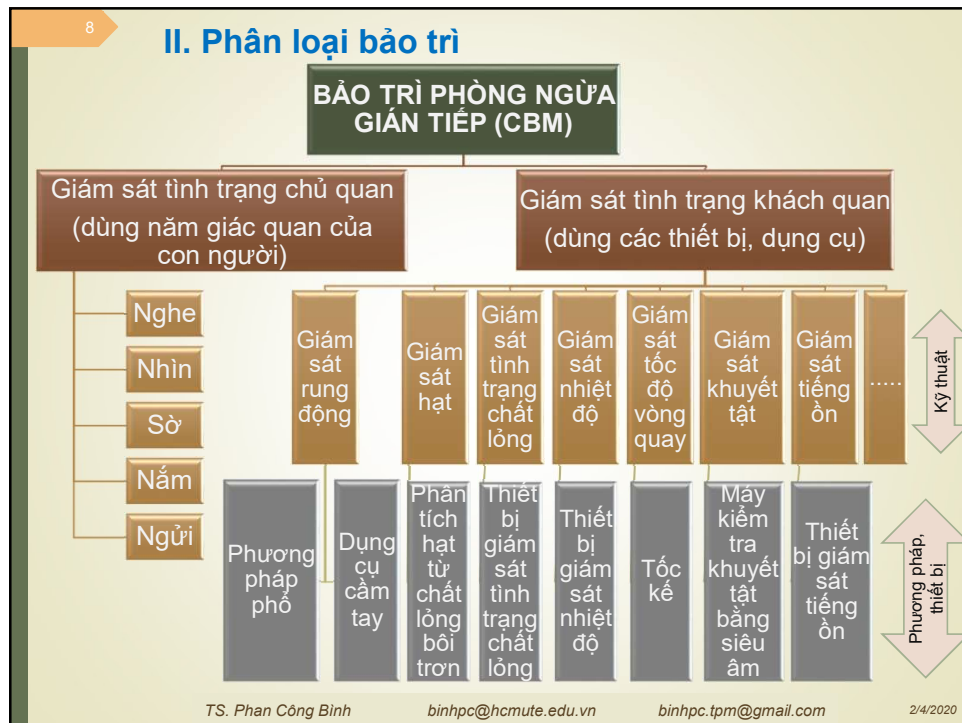 8
II. Phân loại bảo trì
BẢO TRÌ PHÒNG NGỪA
GIÁN TIẾP (CBM)
Giám sát tình trạng chủ quan
(dùng năm giác quan của
con người)
Giám sát tình trạng khách quan
(dùng các thiết bị, dụng cụ)
Nghe
Nhìn
Sờ
Nắm
Ngửi
Giám
sát
rung
động
Giám
sát
hạt
Giám
sát
tình
trạng
chất
lỏng
Giám
sát
nhiệt
độ
Giám
sát
tốc
độ
vòng
quay
Giám
sát
khuyết
tật
Giám
sát
tiếng
ồn
.....
Kỹ thuật
Phương
pháp
phổ
Dụng
cụ
cầm
tay
Phân
tích
hạt
từ
chất
lỏng
bôi
trơn
Thiết
bị
giám
sát
tình
trạng
chất
lỏng
Thiết
bị
giám
sát
nhiệt
độ
Tốc
kế
Máy
kiểm
tra
khuyết
tật
bằng
siêu
âm
Thiết
bị giám
sát
tiếng
ồn
Phương pháp,
thiết bị
TS. Phan Công Bình binhpc@hcmute.edu.vn binhpc.tpm@gmail.com 2/4/2020